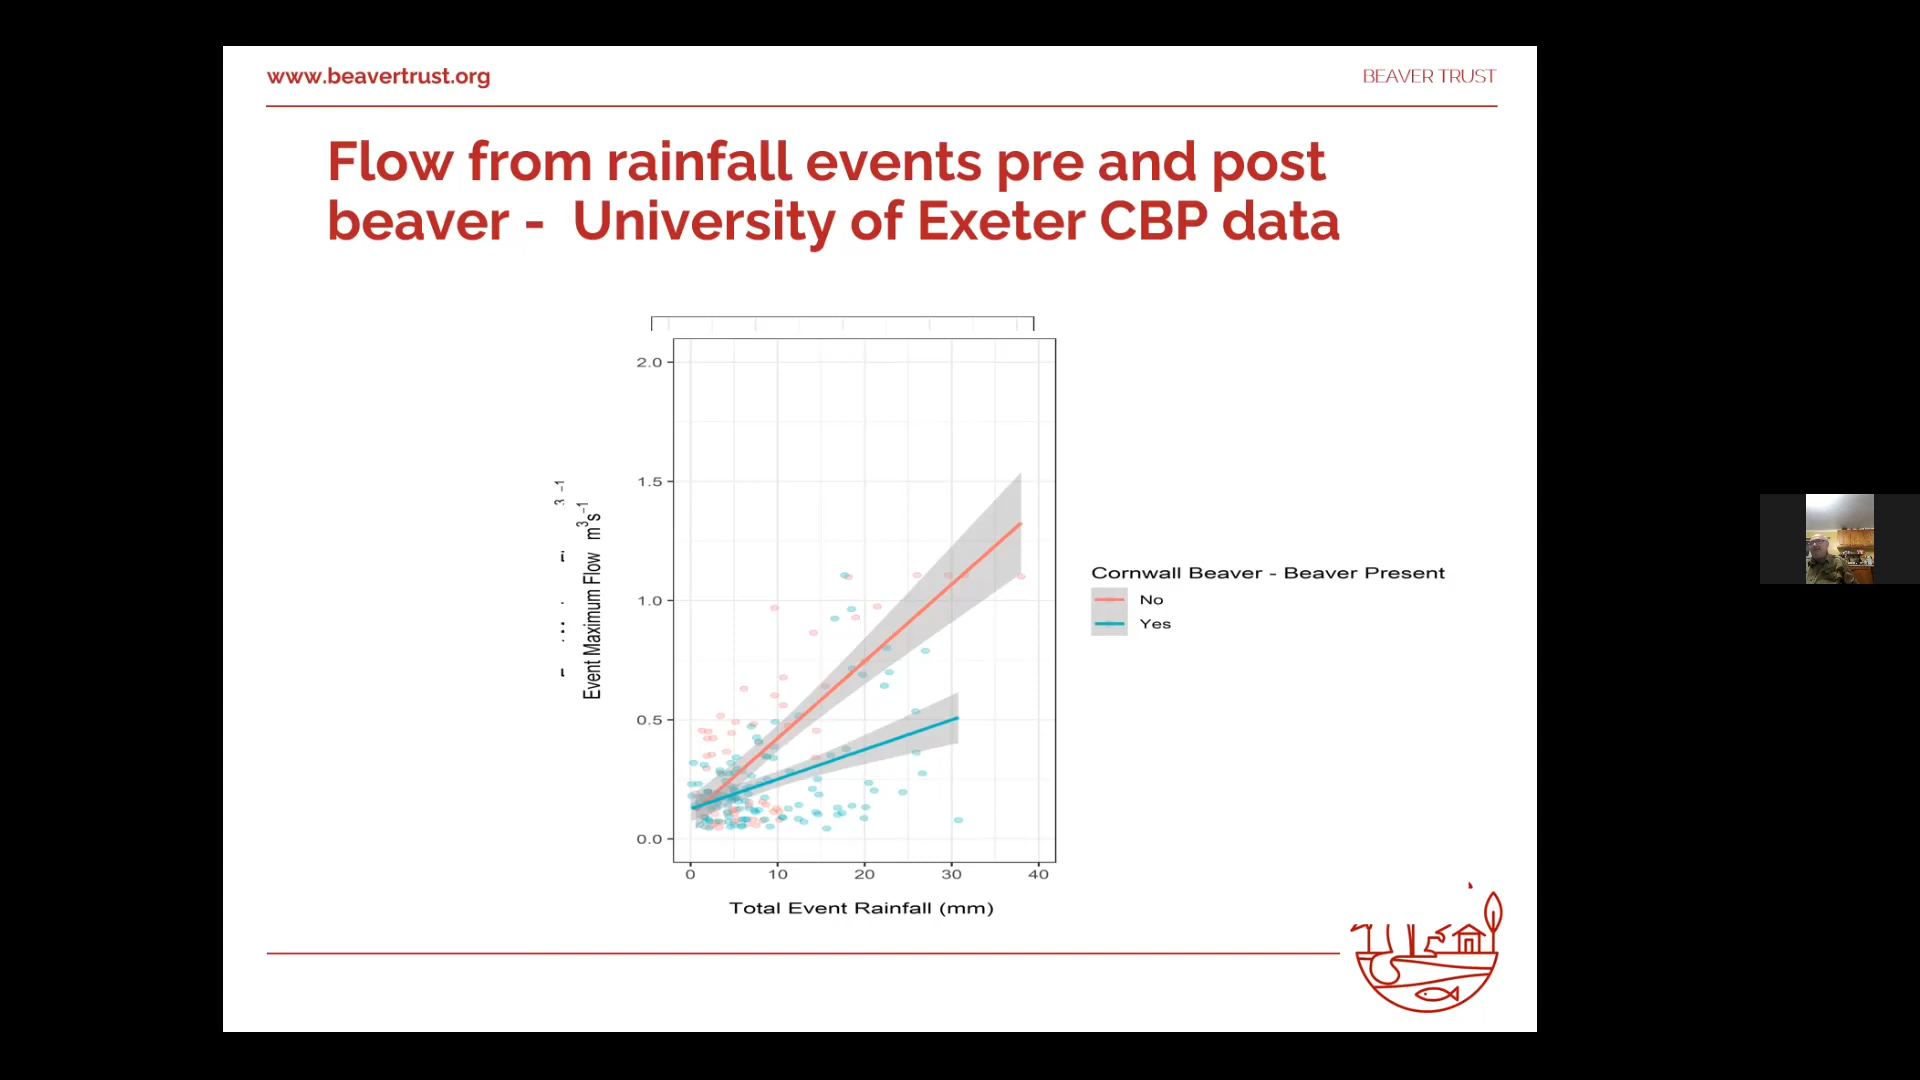 www.beavertrust.org
BEAVER TRUST
Flow from rainfall events pre and post
beaver - University of Exeter CBP data
2.0
1.5
1.0
0.5
0.0
Event Maximum Flow m³s⁻¹
0 10 20 30 40
Total Event Rainfall (mm)
Cornwall Beaver - Beaver Present
No
Yes